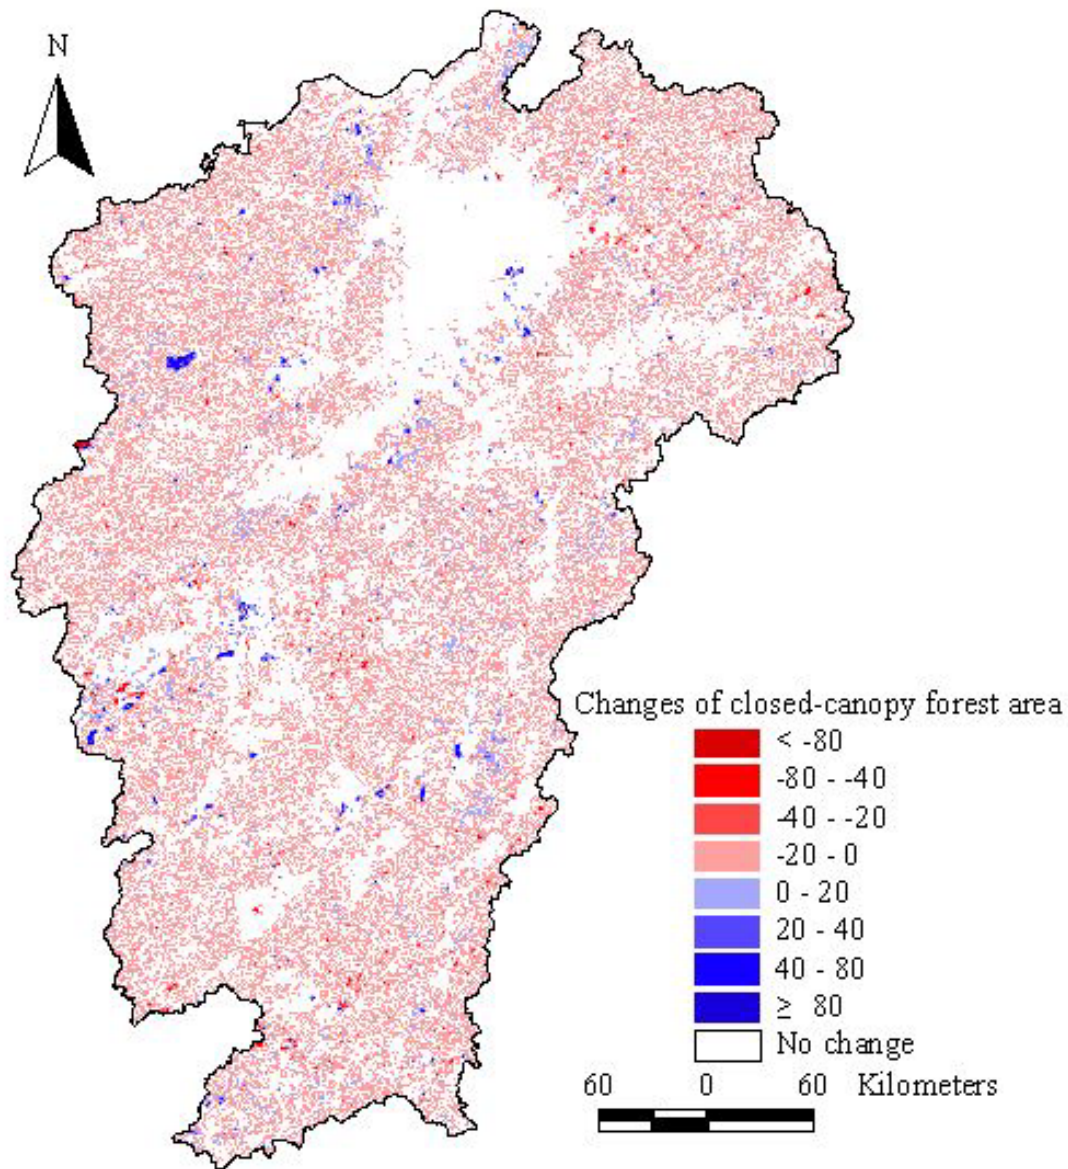 N
Changes of closed-canopy forest area
< -80
-80 - -40
-40 - -20
-20 - 0
0 - 20
20 - 40
40 - 80
≥ 80
No change
60 0 60 Kilometers